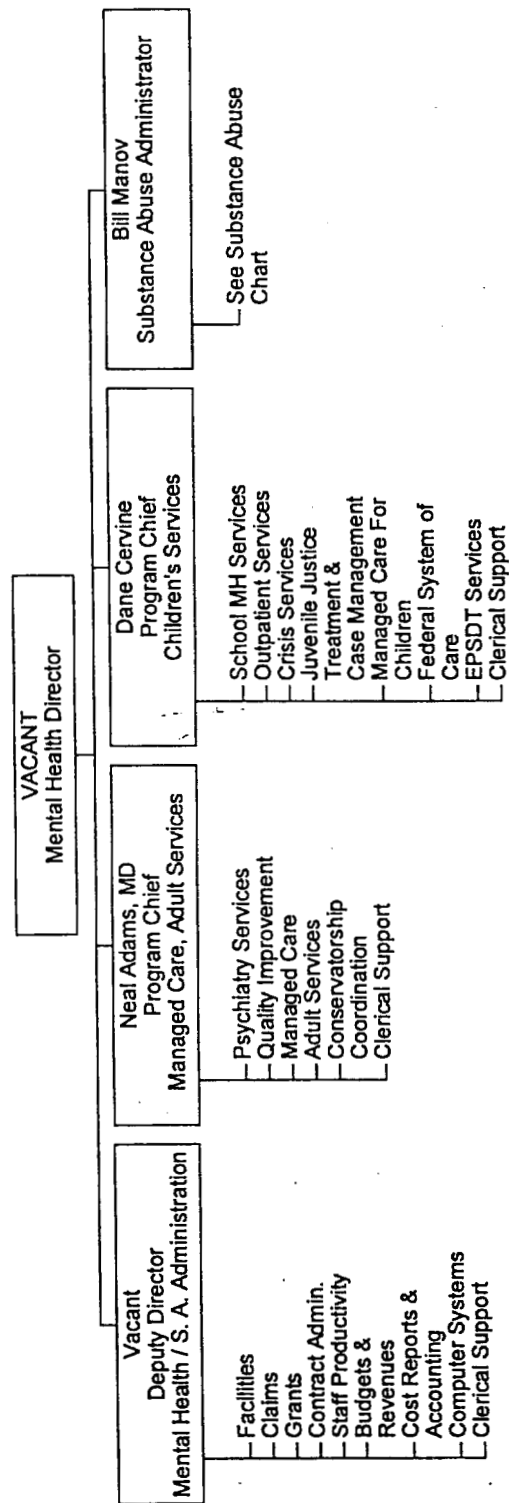 VACANT
Mental Health Director
Vacant
Deputy Director
Mental Health / S. A. Administration
Facilities
Claims
Grants
Contract Admin.
Staff Productivity
Budgets &
Revenues
Cost Reports &
Accounting
Computer Systems
Clerical Support
Neal Adams, MD
Program Chief
Managed Care, Adult Services
Psychiatry Services
Quality Improvement
Managed Care
Adult Services
Conservatorship
Coordination
Clerical Support
Dane Cervine
Program Chief
Children's Services
School MH Services
Outpatient Services
Crisis Services
Juvenile Justice
Treatment &
Case Management
Managed Care For
Children
Federal System of
Care
EPSDT Services
Clerical Support
Bill Manov
Substance Abuse Administrator
See Substance Abuse
Chart